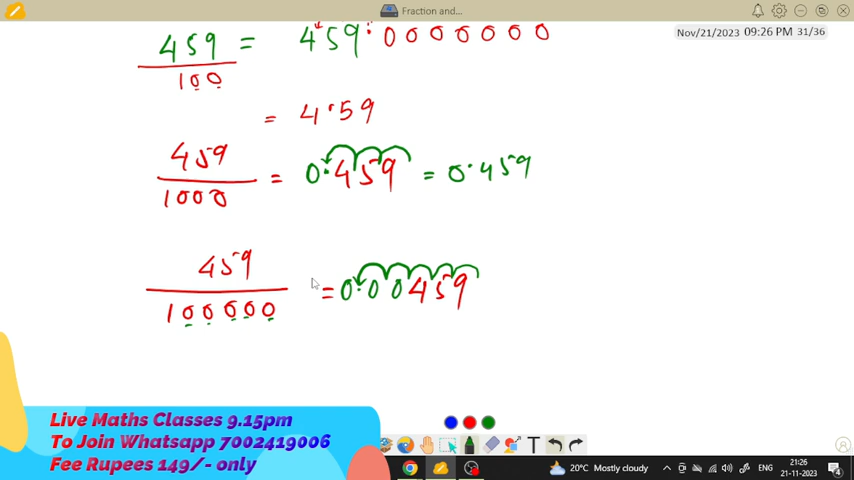 Fraction and...
Nov/21/2023 09:26 PM 31/36
459/100 = 459.0000000
= 4.59
459/1000 = 0.459 = 0.459
459/100000 = 0.00459
Live Maths Classes 9.15pm
To Join Whatsapp 7002419006
Fee Rupees 149/- only
T
20°C Mostly cloudy
ENG
21:26
21-11-2023
4